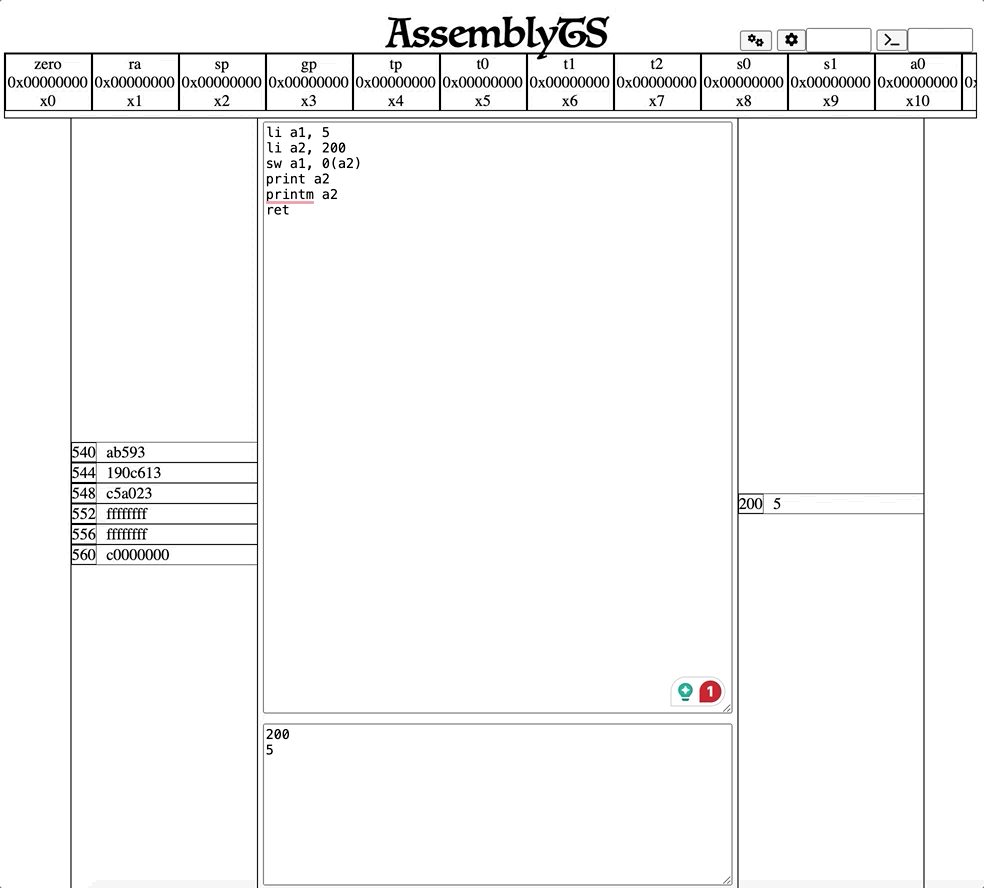 AssemblyTS
zero ra sp gp tp t0 t1 t2 s0 s1 a0
0x00000000 0x00000000 0x00000000 0x00000000 0x00000000 0x00000000 0x00000000 0x00000000 0x00000000 0x00000000 0x00000000
x0 x1 x2 x3 x4 x5 x6 x7 x8 x9 x10
li a1, 5
li a2, 200
sw a1, 0(a2)
print a2
printm a2
ret
540 ab593
544 190c613
548 c5a023
552 ffffffff
556 ffffffff
560 c0000000
200 5
1
200
5